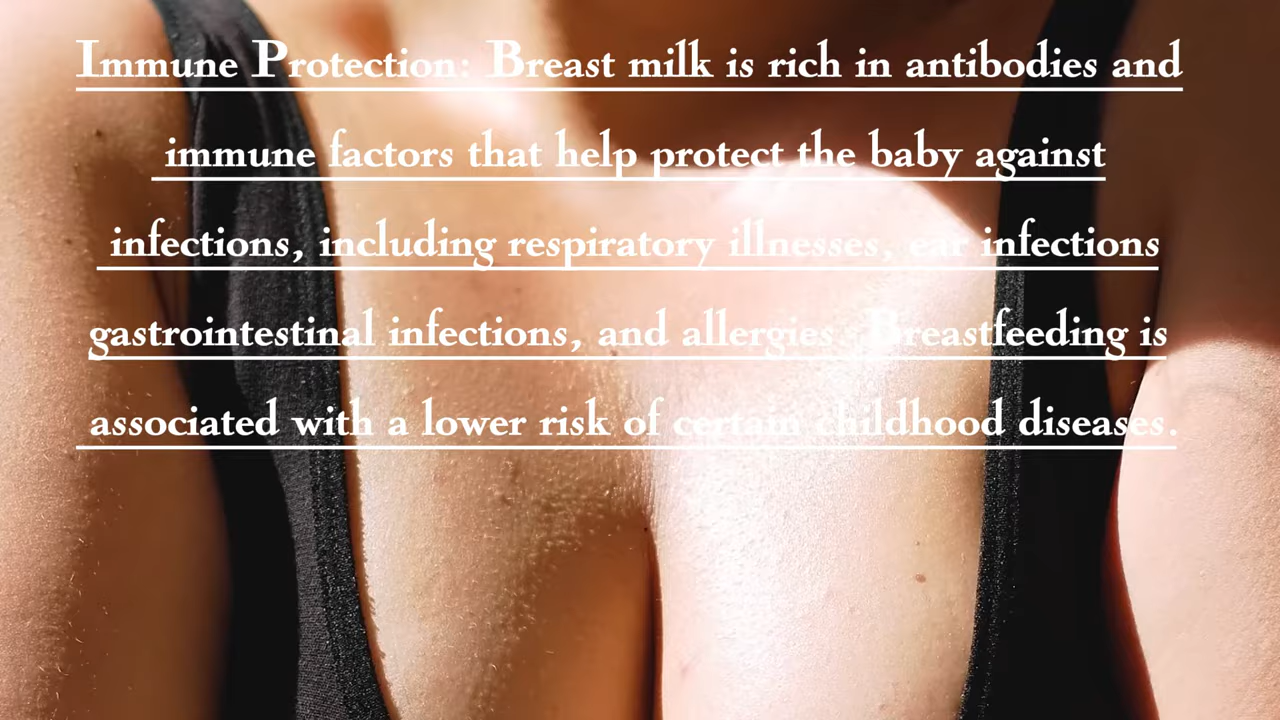 Immune Protection: Breast milk is rich in antibodies and
immune factors that help protect the baby against
infections, including respiratory illnesses, ear infections
gastrointestinal infections, and allergies. Breastfeeding is
associated with a lower risk of certain childhood diseases.